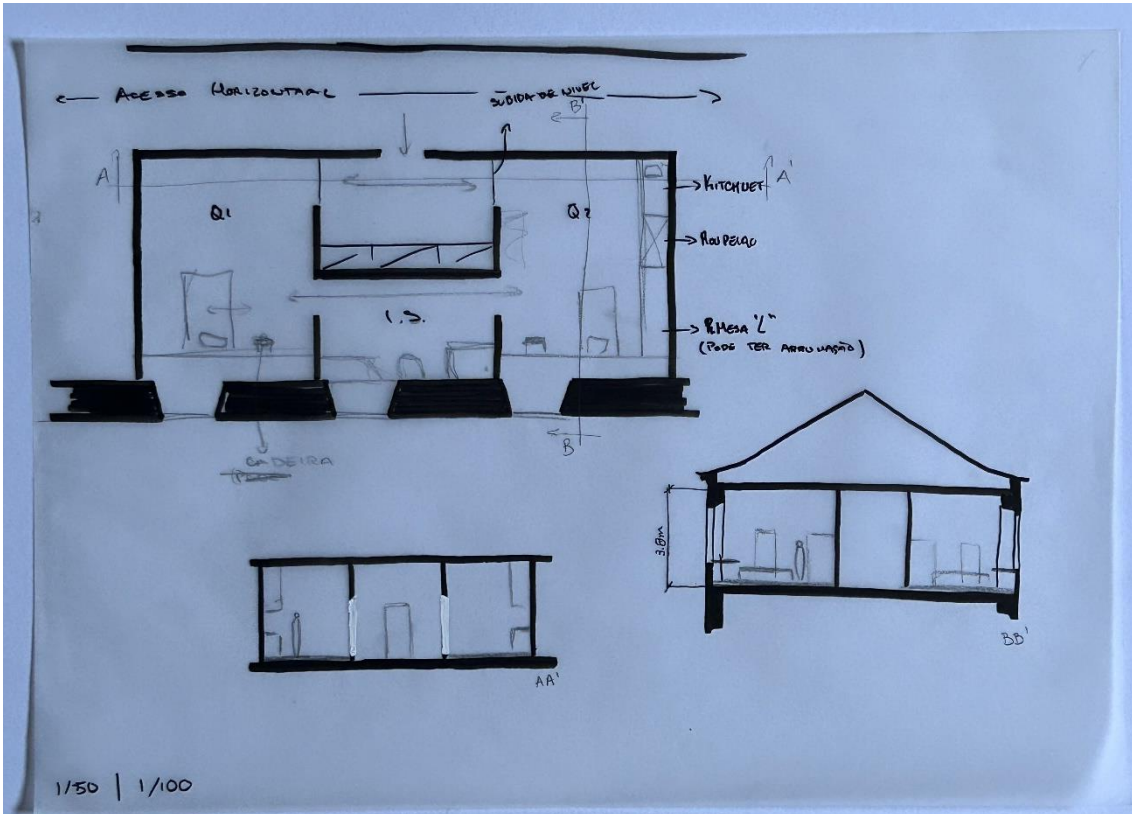 ACESSO HORIZONTAL
SUBIDA DE NIVEL
B'
A
A'
KITCHNET
Q1
Q2
ROUPEIRO
I.S.
P/MESA "L"
(PODE TER ARRUMAÇÃO)
B
CADEIRA
3.8m
BB'
AA'
1/50 | 1/100